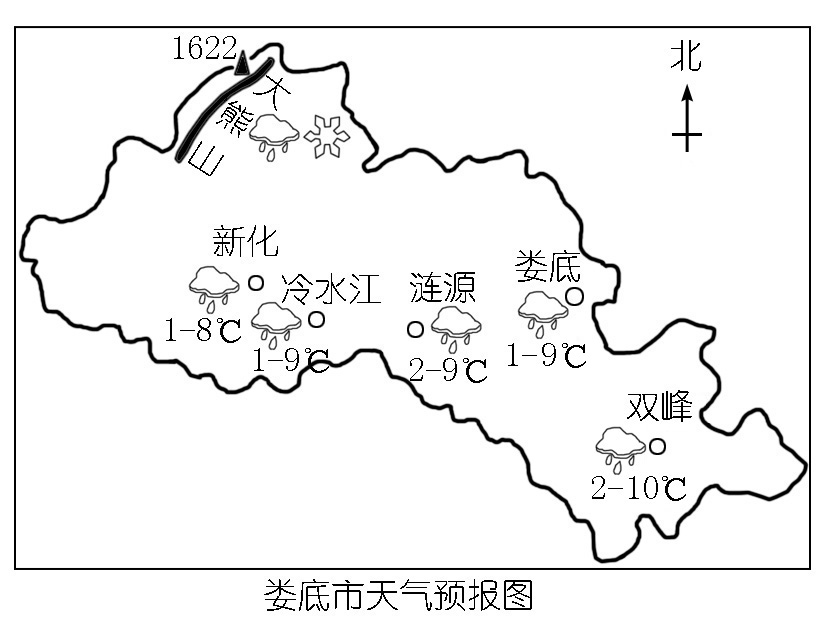 1622
北
大熊山
新化
冷水江
涟源
娄底
1-8℃
1-9℃
2-9℃
1-9℃
双峰
2-10℃
娄底市天气预报图